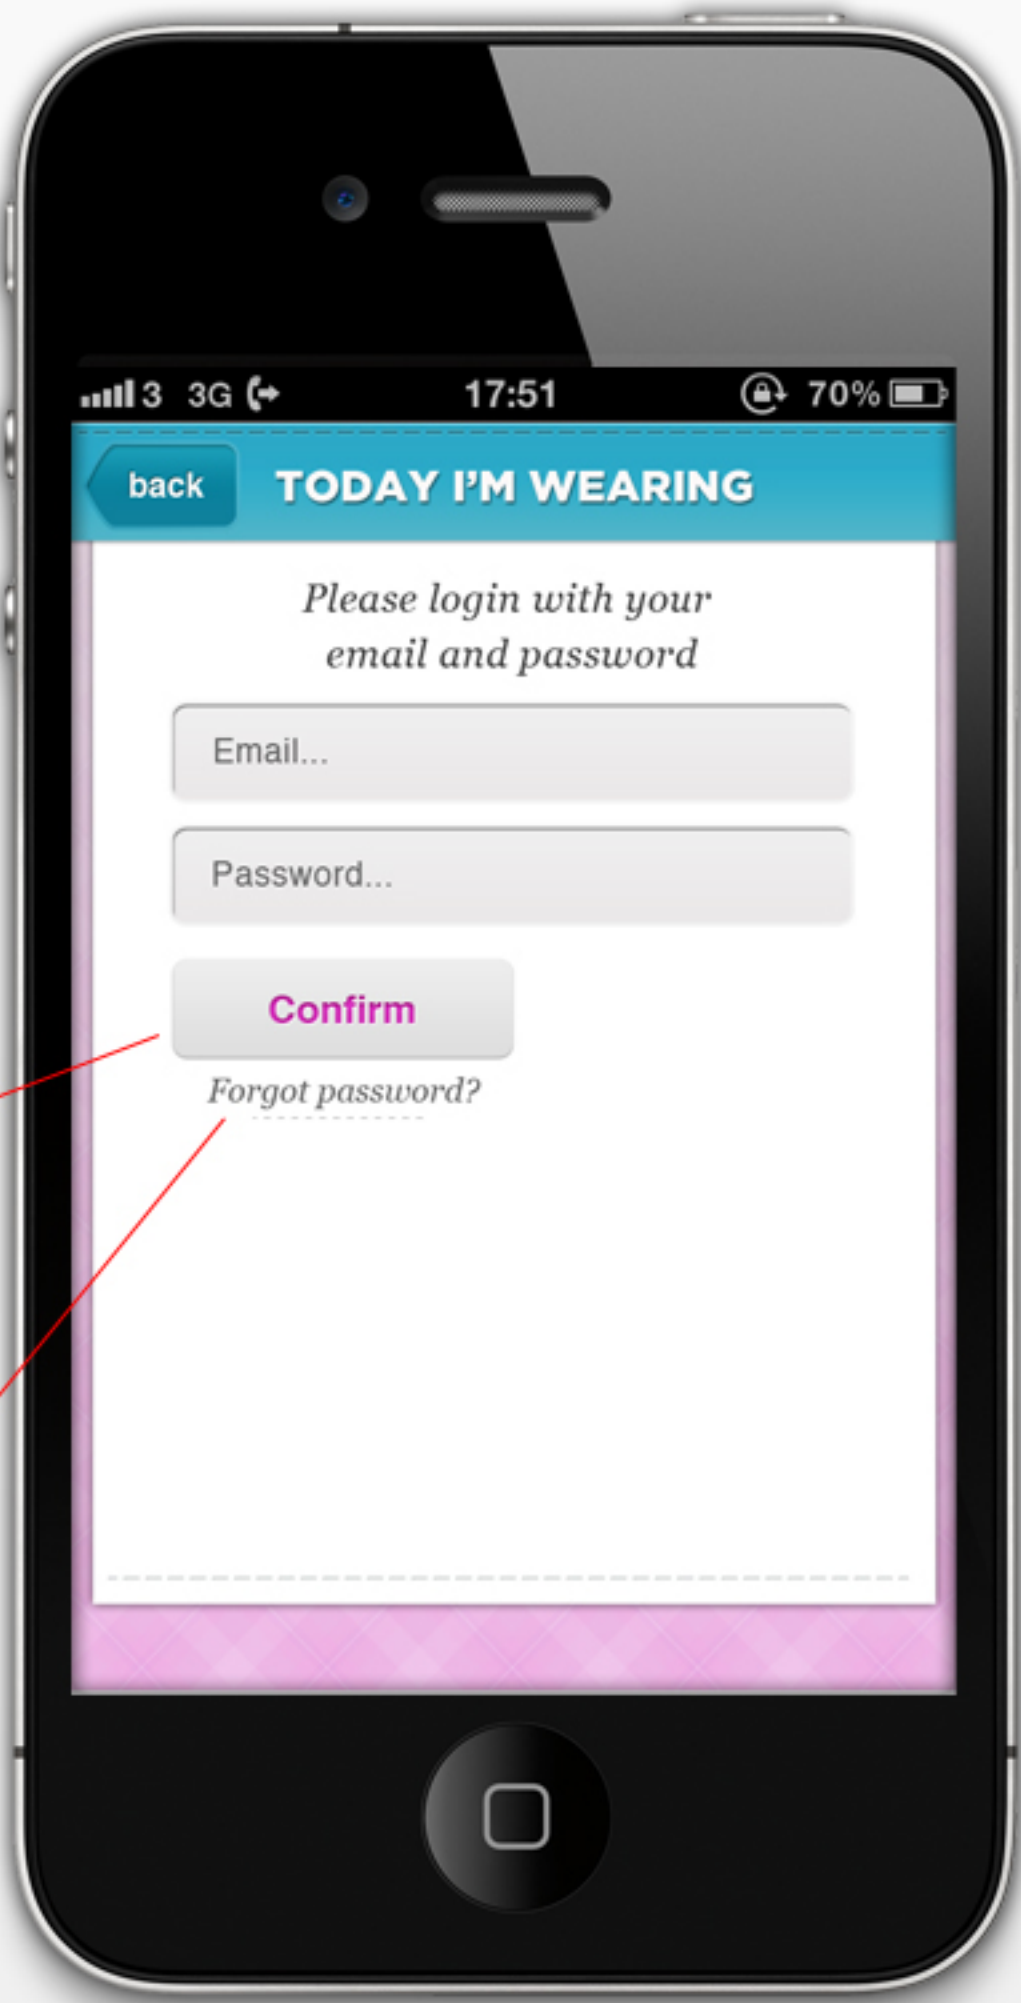 3 3G 17:51 70%
back TODAY I'M WEARING
Please login with your
email and password
Email...
Password...
Confirm
Forgot password?